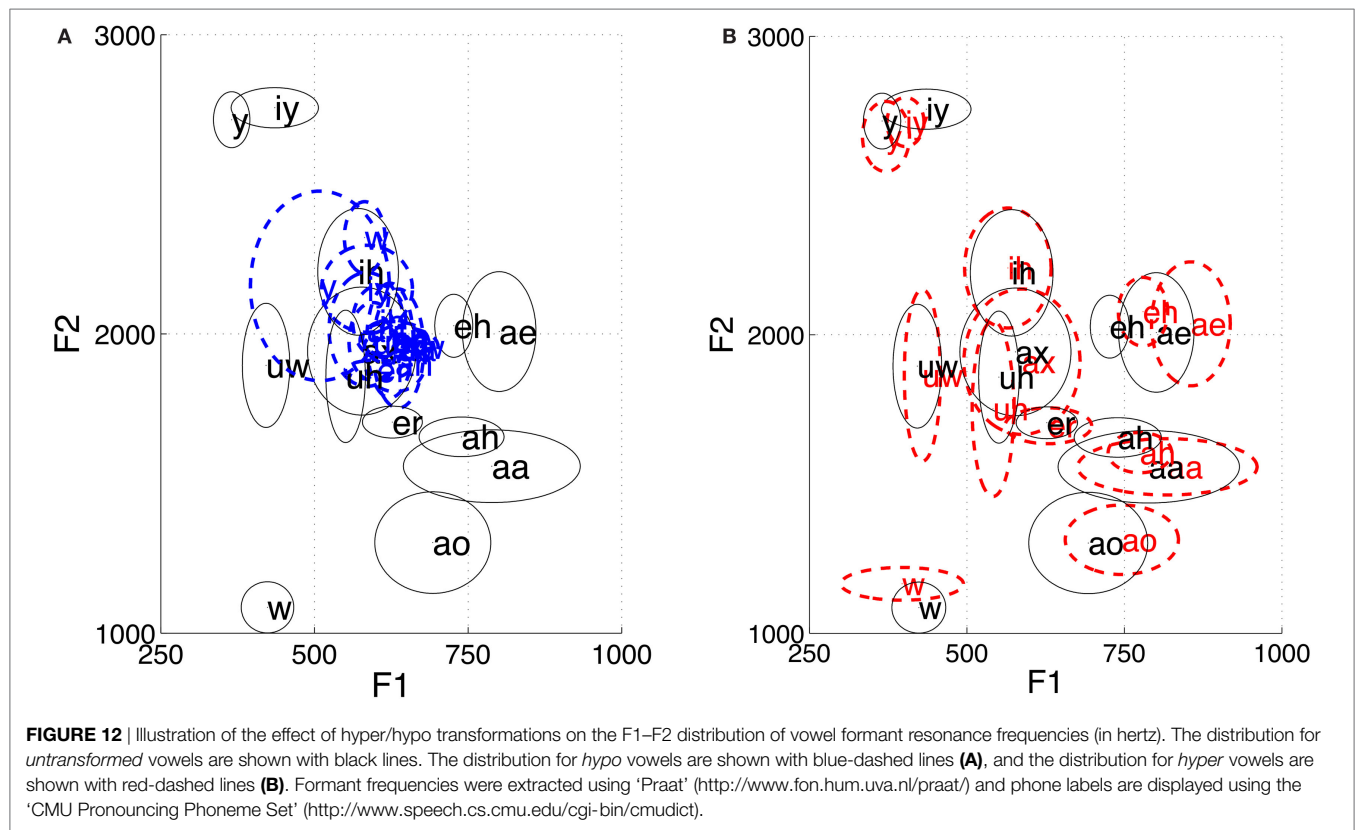 A
3000
2000
1000
F2
250
500
750
1000
F1
y
iy
w
ih
uw
uh
eh
ae
er
ah
aa
ao
w
B
3000
2000
1000
F2
250
500
750
1000
F1
y
iy
y
iy
ih
ih
uw
uw
ax
ax
uh
uh
er
er
eh
eh
ae
ae
ah
ah
aa
a
ao
ao
w
w
FIGURE 12 | Illustration of the effect of hyper/hypo transformations on the F1–F2 distribution of vowel formant resonance frequencies (in hertz). The distribution for
untransformed vowels are shown with black lines. The distribution for hypo vowels are shown with blue-dashed lines (A), and the distribution for hyper vowels are
shown with red-dashed lines (B). Formant frequencies were extracted using ‘Praat’ (http://www.fon.hum.uva.nl/praat/) and phone labels are displayed using the
‘CMU Pronouncing Phoneme Set’ (http://www.speech.cs.cmu.edu/cgi-bin/cmudict).